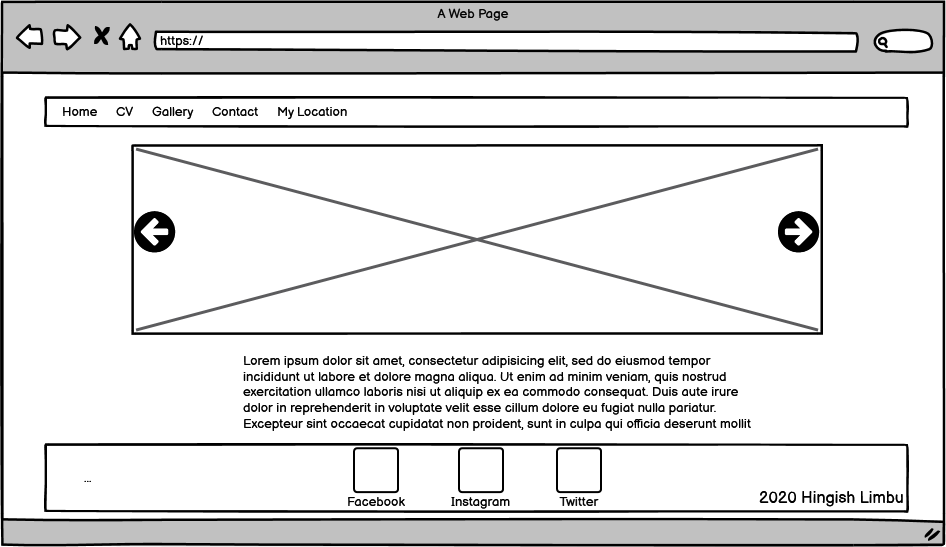 A Web Page
https://
Home CV Gallery Contact My Location
Lorem ipsum dolor sit amet, consectetur adipisicing elit, sed do eiusmod tempor
incididunt ut labore et dolore magna aliqua. Ut enim ad minim veniam, quis nostrud
exercitation ullamco laboris nisi ut aliquip ex ea commodo consequat. Duis aute irure
dolor in reprehenderit in voluptate velit esse cillum dolore eu fugiat nulla pariatur.
Excepteur sint occaecat cupidatat non proident, sunt in culpa qui officia deserunt mollit
...
Facebook Instagram Twitter
2020 Hingish Limbu